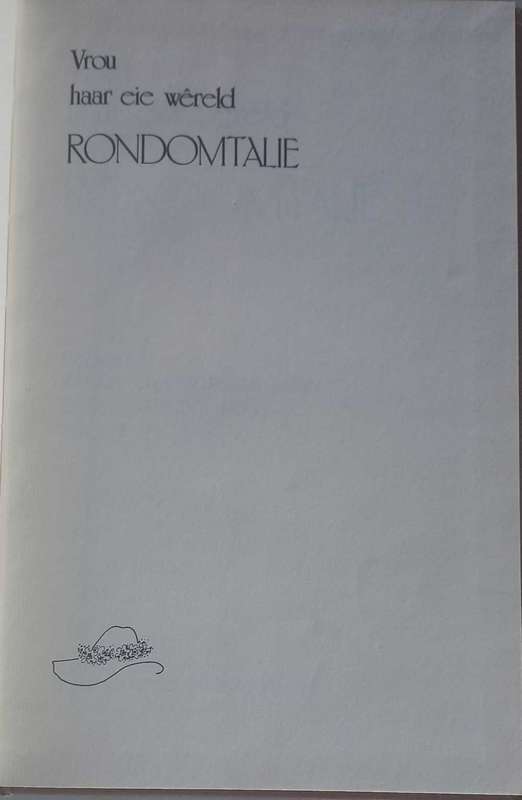 Vrou
haar eie wêreld
RONDOMTALIE